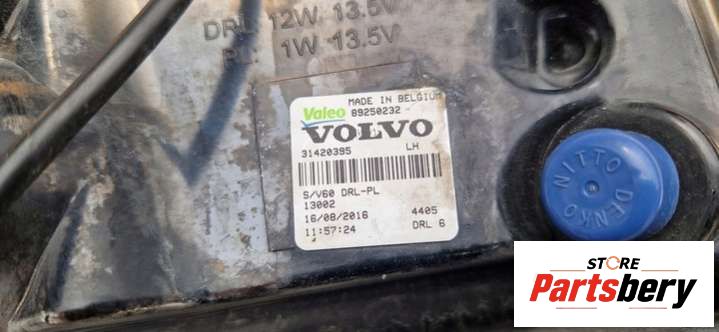 DRL 12W 13.5V
PL 1W 13.5V
MADE IN BELGIUM
Valeo 89250232
VOLVO
31420395 LH
S/V60 DRL-PL
13002
16/08/2016 4405
11:57:24 DRL 6
NITTO DENKO
STORE
Partsbery